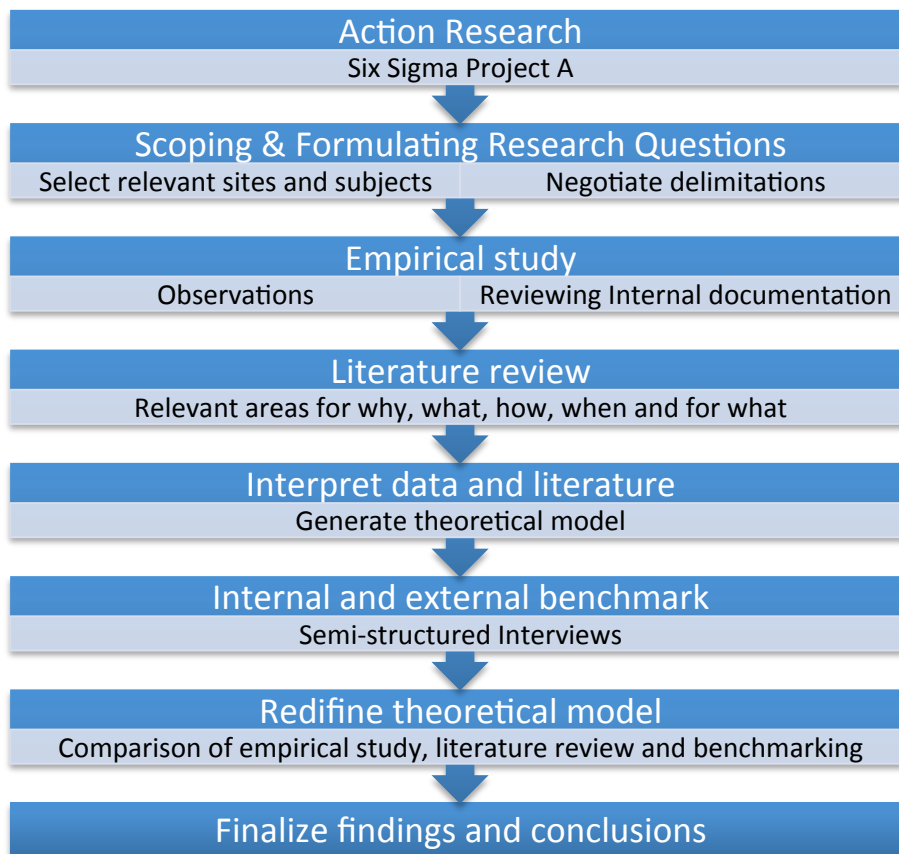 Action Research
Six Sigma Project A
Scoping & Formulating Research Questions
Select relevant sites and subjects
Negotiate delimitations
Empirical study
Observations
Reviewing Internal documentation
Literature review
Relevant areas for why, what, how, when and for what
Interpret data and literature
Generate theoretical model
Internal and external benchmark
Semi-structured Interviews
Redifine theoretical model
Comparison of empirical study, literature review and benchmarking
Finalize findings and conclusions